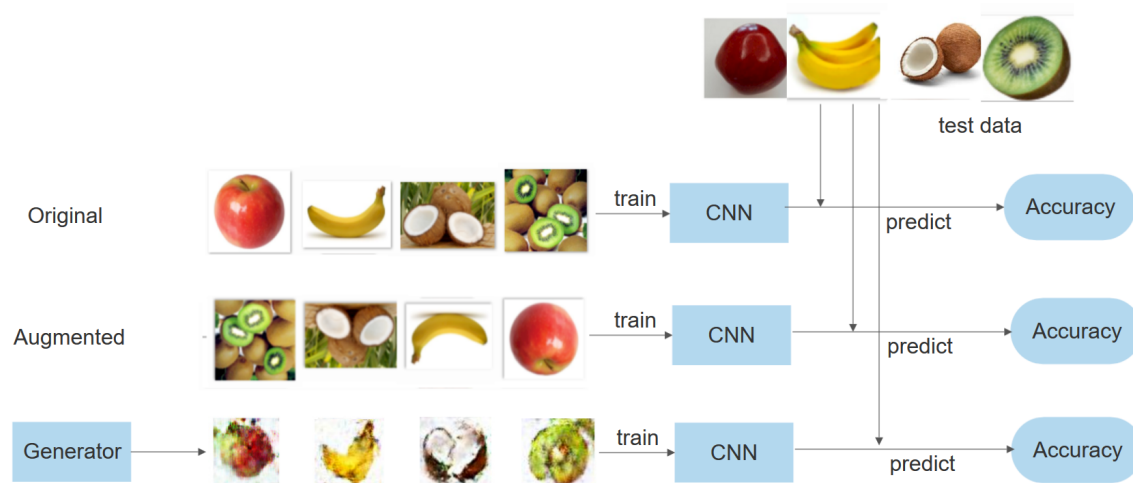 test data
Original
train
CNN
predict
Accuracy
Augmented
train
CNN
predict
Accuracy
Generator
train
CNN
predict
Accuracy